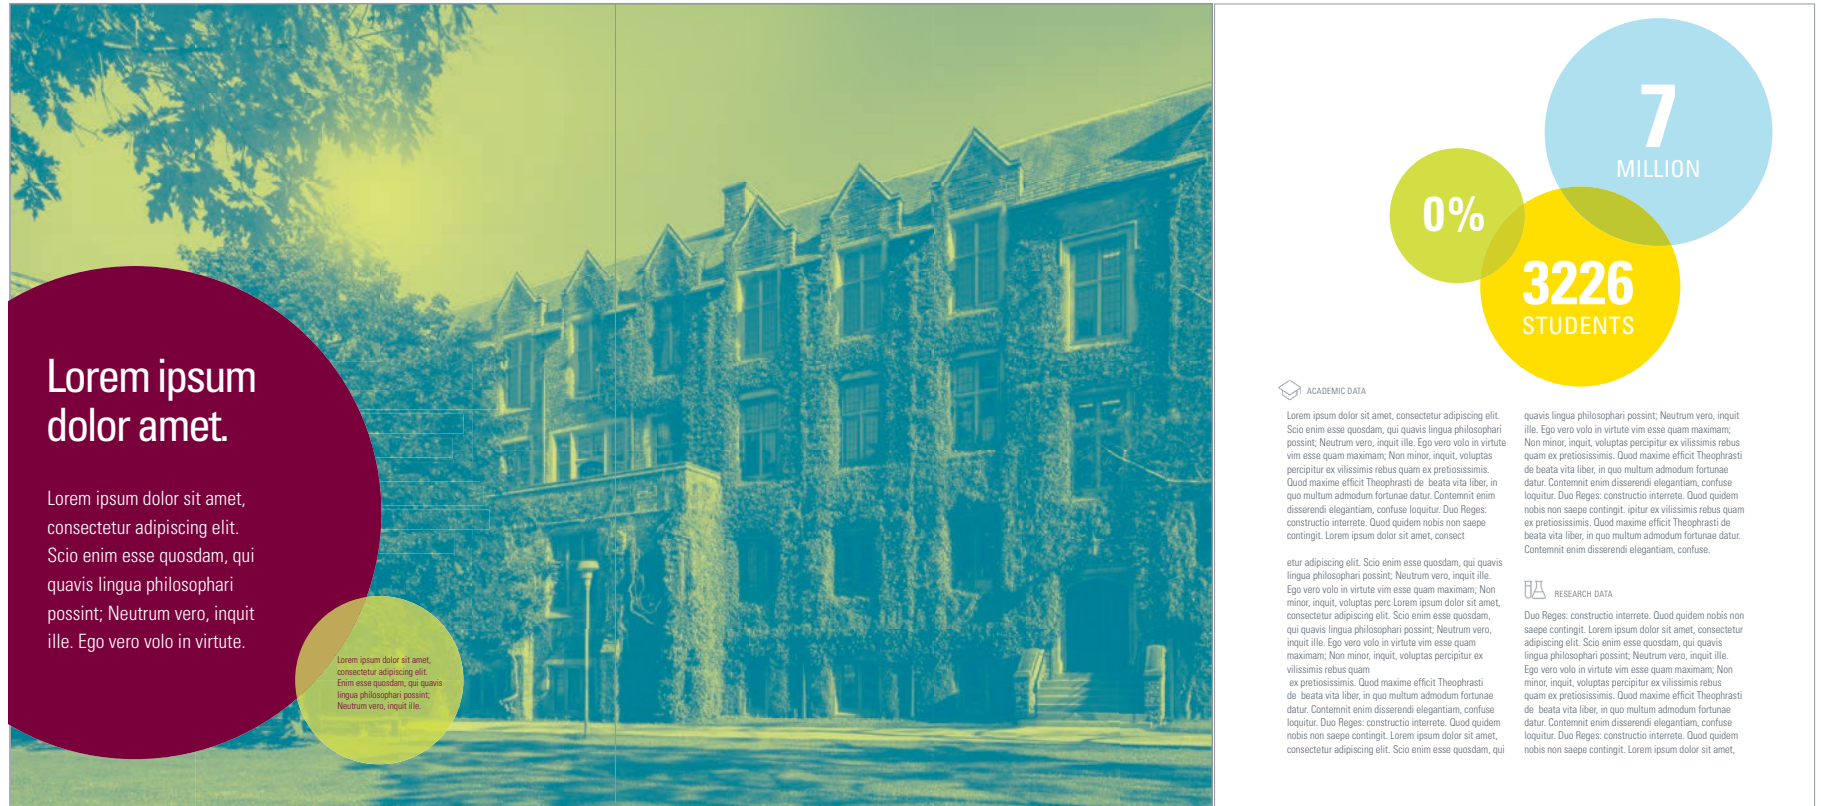 Lorem ipsum
dolor amet.
Lorem ipsum dolor sit amet,
consectetur adipiscing elit.
Scio enim esse quosdam, qui
quavis lingua philosophari
possint; Neutrum vero, inquit
ille. Ego vero volo in virtute.
Lorem ipsum dolor sit amet,
consectetur adipiscing elit.
Enim esse quosdam, qui quavis
lingua philosophari possint;
Neutrum vero, inquit ille.
7
MILLION
0%
3226
STUDENTS
ACADEMIC DATA
Lorem ipsum dolor sit amet, consectetur adipiscing elit.
Scio enim esse quosdam, qui quavis lingua philosophari
possint; Neutrum vero, inquit ille. Ego vero volo in virtute
vim esse quam maximam; Non minor, inquit, voluptas
percipitur ex vilissimis rebus quam ex pretiosissimis.
Quod maxime efficit Theophrasti de  beata vita liber, in
quo multum admodum fortunae datur. Contemnit enim
disserendi elegantiam, confuse loquitur. Duo Reges:
constructio interrete. Quod quidem nobis non saepe
contingit. Lorem ipsum dolor sit amet, consect
etur adipiscing elit. Scio enim esse quosdam, qui quavis
lingua philosophari possint; Neutrum vero, inquit ille.
Ego vero volo in virtute vim esse quam maximam; Non
minor, inquit, voluptas perc Lorem ipsum dolor sit amet,
consectetur adipiscing elit. Scio enim esse quosdam,
qui quavis lingua philosophari possint; Neutrum vero,
inquit ille. Ego vero volo in virtute vim esse quam
maximam; Non minor, inquit, voluptas percipitur ex
vilissimis rebus quam
ex pretiosissimis. Quod maxime efficit Theophrasti
de  beata vita liber, in quo multum admodum fortunae
datur. Contemnit enim disserendi elegantiam, confuse
loquitur. Duo Reges: constructio interrete. Quod quidem
nobis non saepe contingit. Lorem ipsum dolor sit amet,
consectetur adipiscing elit. Scio enim esse quosdam, qui
quavis lingua philosophari possint; Neutrum vero, inquit
ille. Ego vero volo in virtute vim esse quam maximam;
Non minor, inquit, voluptas percipitur ex vilissimis rebus
quam ex pretiosissimis. Quod maxime efficit Theophrasti
de beata vita liber, in quo multum admodum fortunae
datur. Contemnit enim disserendi elegantiam, confuse
loquitur. Duo Reges: constructio interrete. Quod quidem
nobis non saepe contingit. ipitur ex vilissimis rebus quam
ex pretiosissimis. Quod maxime efficit Theophrasti de
beata vita liber, in quo multum admodum fortunae datur.
Contemnit enim disserendi elegantiam, confuse.
RESEARCH DATA
Duo Reges: constructio interrete. Quod quidem nobis non
saepe contingit. Lorem ipsum dolor sit amet, consectetur
adipiscing elit. Scio enim esse quosdam, qui quavis
lingua philosophari possint; Neutrum vero, inquit ille.
Ego vero volo in virtute vim esse quam maximam; Non
minor, inquit, voluptas percipitur ex vilissimis rebus
quam ex pretiosissimis. Quod maxime efficit Theophrasti
de  beata vita liber, in quo multum admodum fortunae
datur. Contemnit enim disserendi elegantiam, confuse
loquitur. Duo Reges: constructio interrete. Quod quidem
nobis non saepe contingit. Lorem ipsum dolor sit amet,